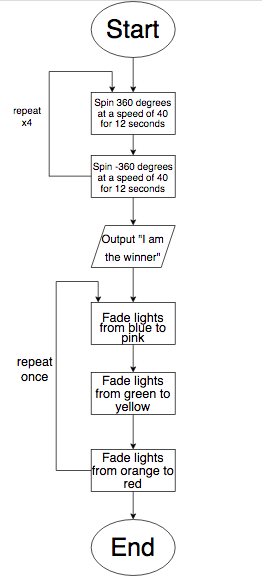 Start
Spin 360 degrees
at a speed of 40
for 12 seconds
repeat
x4
Spin -360 degrees
at a speed of 40
for 12 seconds
Output "I am
the winner"
Fade lights
from blue to
pink
repeat
once
Fade lights
from green to
yellow
Fade lights
from orange to
red
End